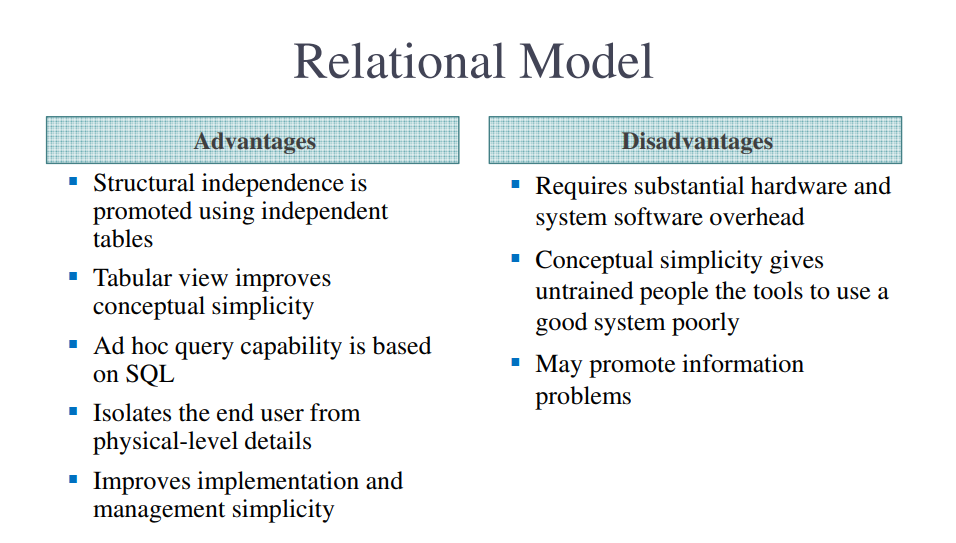 Relational Model
Advantages
Structural independence is
promoted using independent
tables
Tabular view improves
conceptual simplicity
Ad hoc query capability is based
on SQL
Isolates the end user from
physical-level details
Improves implementation and
management simplicity
Disadvantages
Requires substantial hardware and
system software overhead
Conceptual simplicity gives
untrained people the tools to use a
good system poorly
May promote information
problems